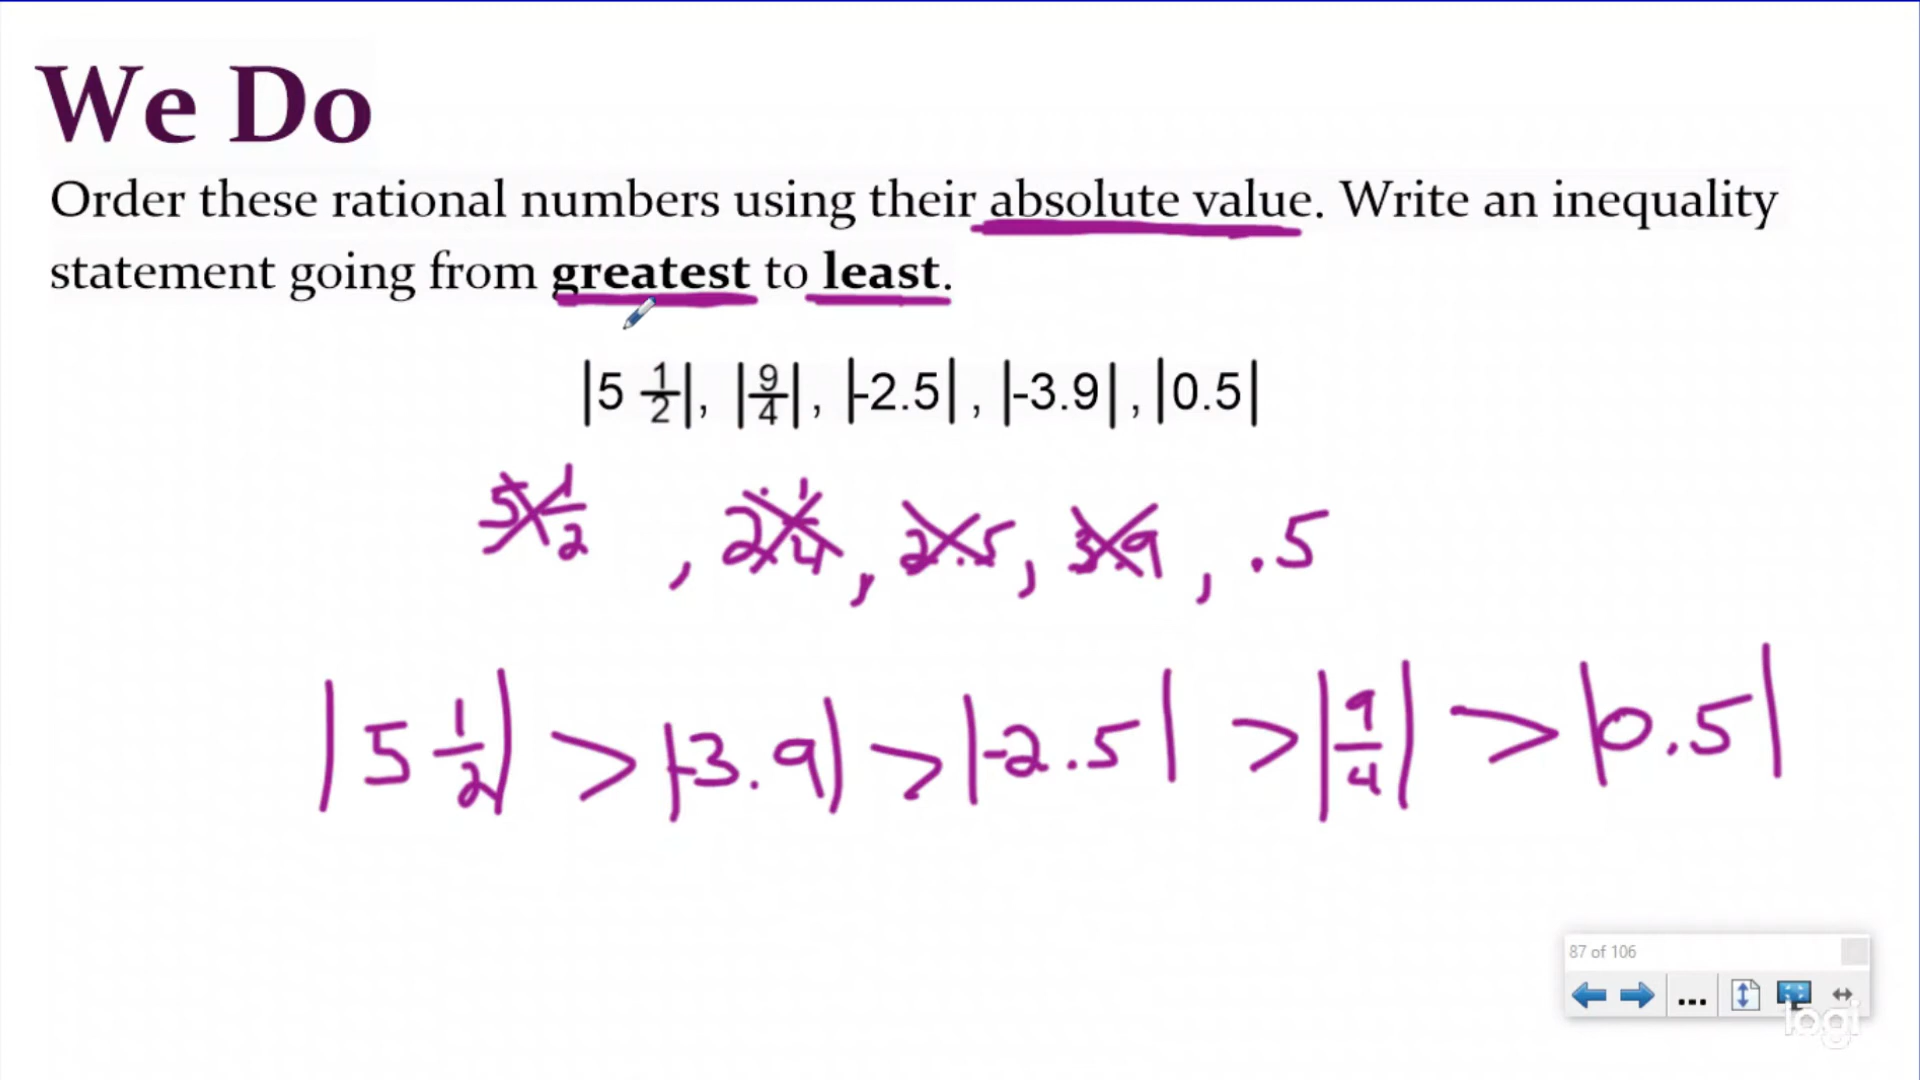 We Do
Order these rational numbers using their absolute value. Write an inequality
statement going from greatest to least.
|5 1/2|, |9/4|, |-2.5|, |-3.9|, |0.5|
5 1/2, 2 1/4, 2.5, 3.9, .5
|5 1/2| > |-3.9| > |-2.5| > |9/4| > |0.5|
87 of 106
...
logi